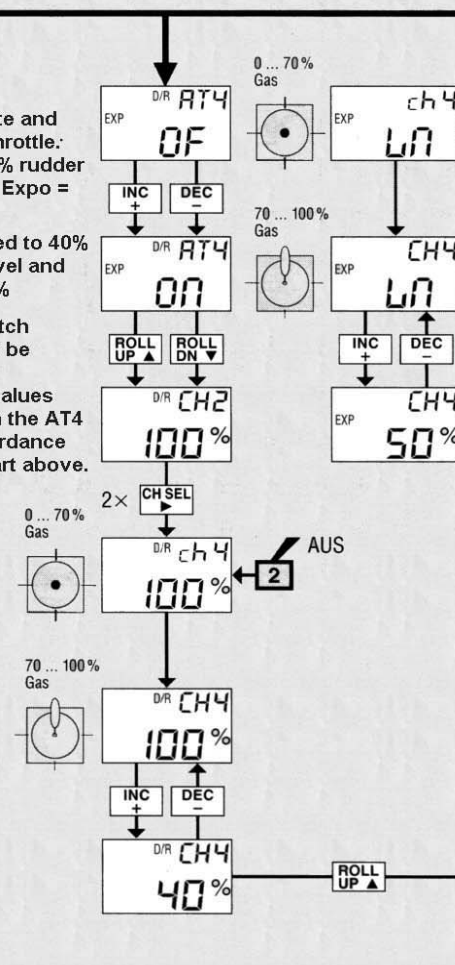 te and
hrottle.
% rudder
Expo =
ed to 40%
vel and
%
tch
be
alues
n the AT4
rdance
art above.
D/R AT4
EXP
OF
INC +
DEC –
D/R AT4
EXP
ON
ROLL UP ▲
ROLL DN ▼
D/R CH2
100%
2×
CH SEL ►
0 ... 70%
Gas
D/R ch4
100%
2
AUS
70 ... 100%
Gas
D/R CH4
100%
INC +
DEC –
D/R CH4
40%
ROLL UP ▲
0 ... 70%
Gas
ch4
EXP
Ln
70 ... 100%
Gas
CH4
EXP
Ln
INC +
DEC –
CH4
EXP
50%